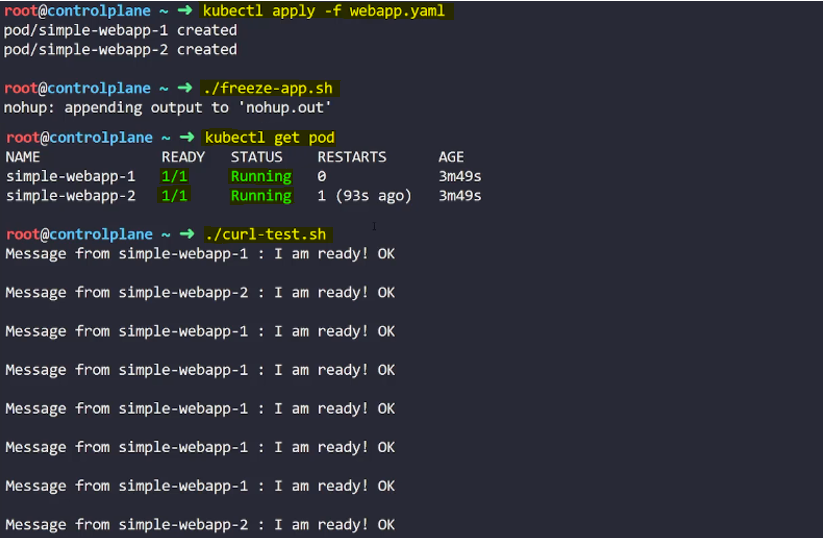 root@controlplane ~ ➜ kubectl apply -f webapp.yaml
pod/simple-webapp-1 created
pod/simple-webapp-2 created
root@controlplane ~ ➜ ./freeze-app.sh
nohup: appending output to 'nohup.out'
root@controlplane ~ ➜ kubectl get pod
NAME READY STATUS RESTARTS AGE
simple-webapp-1 1/1 Running 0 3m49s
simple-webapp-2 1/1 Running 1 (93s ago) 3m49s
root@controlplane ~ ➜ ./curl-test.sh
Message from simple-webapp-1 : I am ready! OK
Message from simple-webapp-2 : I am ready! OK
Message from simple-webapp-1 : I am ready! OK
Message from simple-webapp-1 : I am ready! OK
Message from simple-webapp-1 : I am ready! OK
Message from simple-webapp-1 : I am ready! OK
Message from simple-webapp-1 : I am ready! OK
Message from simple-webapp-2 : I am ready! OK